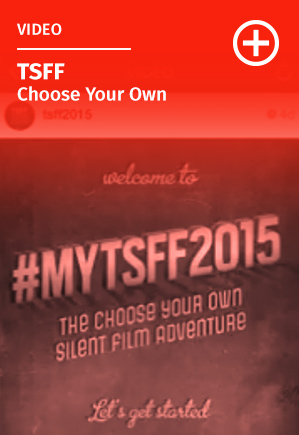 VIDEO
TSFF
Choose Your Own
tsff2015
welcome to
#MYTSFF2015
THE CHOOSE YOUR OWN
SILENT FILM ADVENTURE
Let's get started